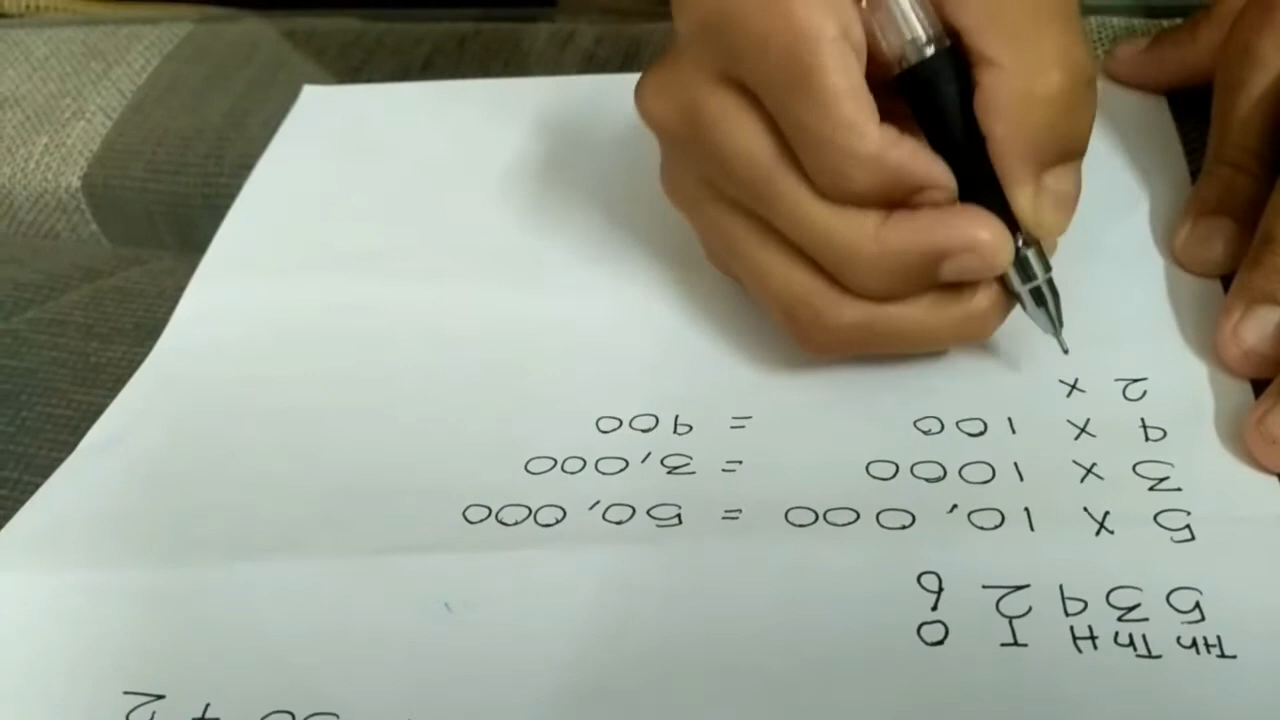 + 2
TTh Th H T O
5 3 9 2 6
5 x 10,000 = 50,000
3 x 1000 = 3,000
9 x 100 = 900
2 x